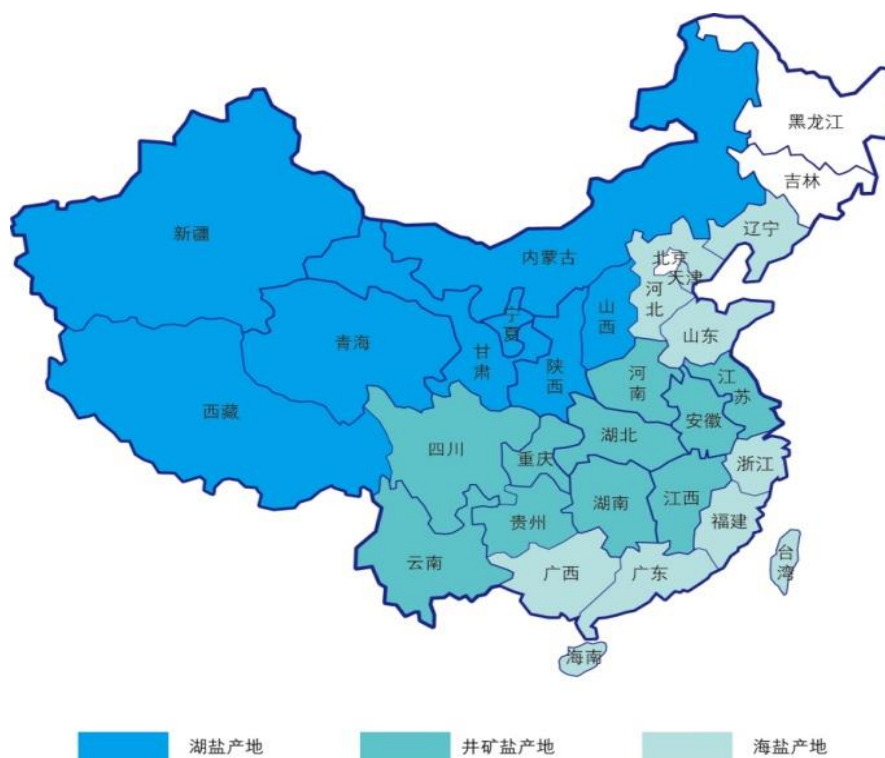 黑龙江
吉林
辽宁
新疆
内蒙古
北京
天津
河北
山西
宁夏
山东
青海
甘肃
陕西
河南
江苏
西藏
安徽
湖北
四川
重庆
浙江
湖南
江西
贵州
福建
云南
台湾
广西
广东
海南
湖盐产地
井矿盐产地
海盐产地